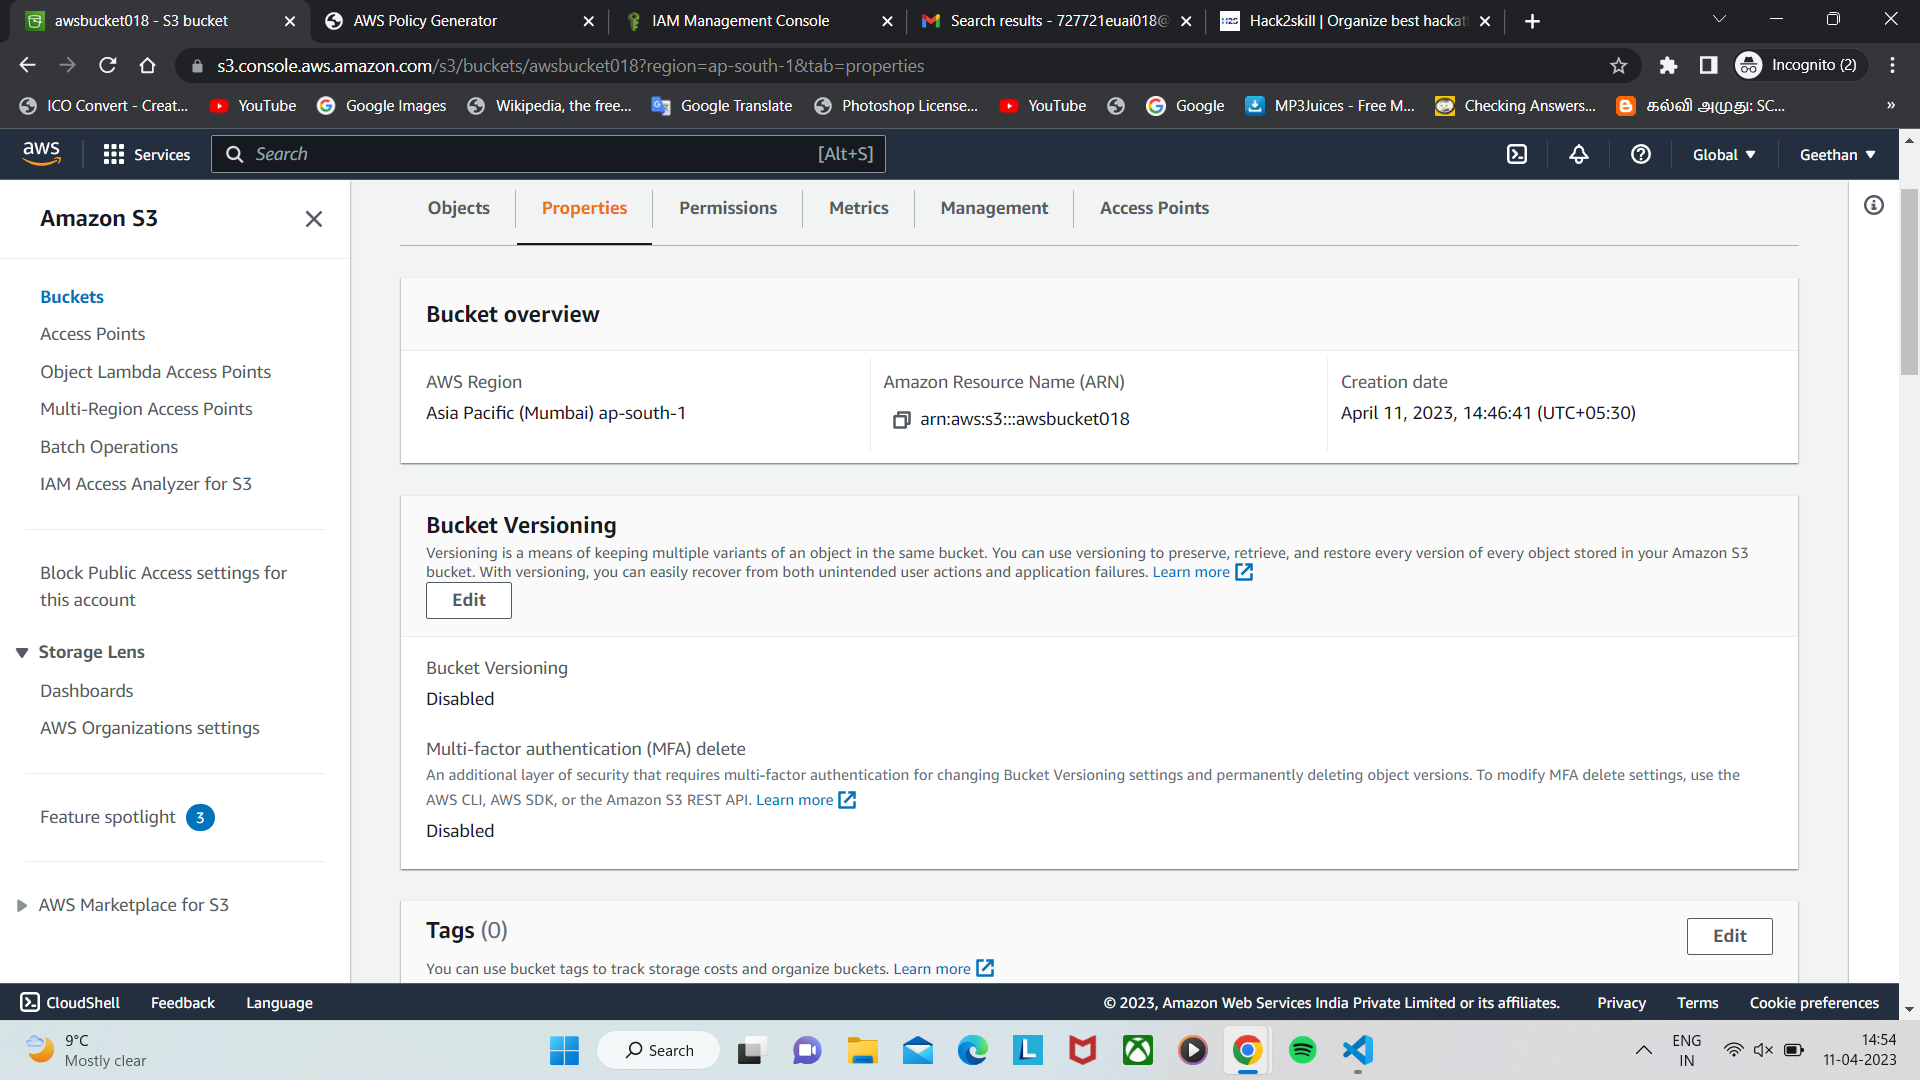 awsbucket018 - S3 bucket
AWS Policy Generator
IAM Management Console
Search results - 727721euai018@
Hack2skill | Organize best hackat
s3.console.aws.amazon.com/s3/buckets/awsbucket018?region=ap-south-1&tab=properties
Incognito (2)
ICO Convert - Creat...
YouTube
Google Images
Wikipedia, the free...
Google Translate
Photoshop License...
YouTube
Google
MP3Juices - Free M...
Checking Answers...
கல்வி அமுது: SC...
»
aws
Services
Search
[Alt+S]
Global
Geethan
Amazon S3
Buckets
Access Points
Object Lambda Access Points
Multi-Region Access Points
Batch Operations
IAM Access Analyzer for S3
Block Public Access settings for
this account
Storage Lens
Dashboards
AWS Organizations settings
Feature spotlight 3
AWS Marketplace for S3
Objects
Properties
Permissions
Metrics
Management
Access Points
Bucket overview
AWS Region
Asia Pacific (Mumbai) ap-south-1
Amazon Resource Name (ARN)
arn:aws:s3:::awsbucket018
Creation date
April 11, 2023, 14:46:41 (UTC+05:30)
Bucket Versioning
Versioning is a means of keeping multiple variants of an object in the same bucket. You can use versioning to preserve, retrieve, and restore every version of every object stored in your Amazon S3
bucket. With versioning, you can easily recover from both unintended user actions and application failures. Learn more
Edit
Bucket Versioning
Disabled
Multi-factor authentication (MFA) delete
An additional layer of security that requires multi-factor authentication for changing Bucket Versioning settings and permanently deleting object versions. To modify MFA delete settings, use the
AWS CLI, AWS SDK, or the Amazon S3 REST API. Learn more
Disabled
Tags (0)
Edit
You can use bucket tags to track storage costs and organize buckets. Learn more
CloudShell
Feedback
Language
© 2023, Amazon Web Services India Private Limited or its affiliates.
Privacy
Terms
Cookie preferences
9°C
Mostly clear
Search
ENG
IN
14:54
11-04-2023